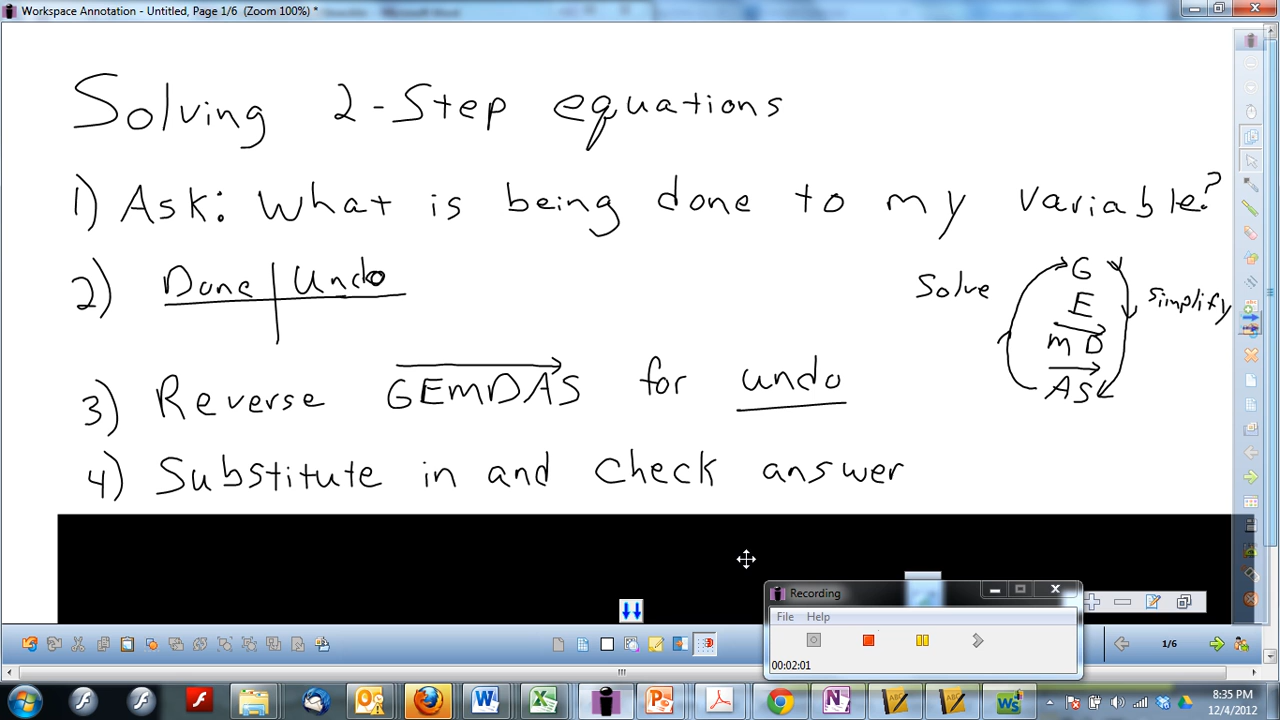 Workspace Annotation - Untitled, Page 1/6 (Zoom 100%) *
Solving 2-Step equations
1) Ask: What is being done to my variable?
2) Done | Undo
Solve
G
E
m D
AS
simplify
3) Reverse GEmDAS for undo
4) Substitute in and check answer
Recording
File Help
00:02:01
1/6
8:35 PM
12/4/2012